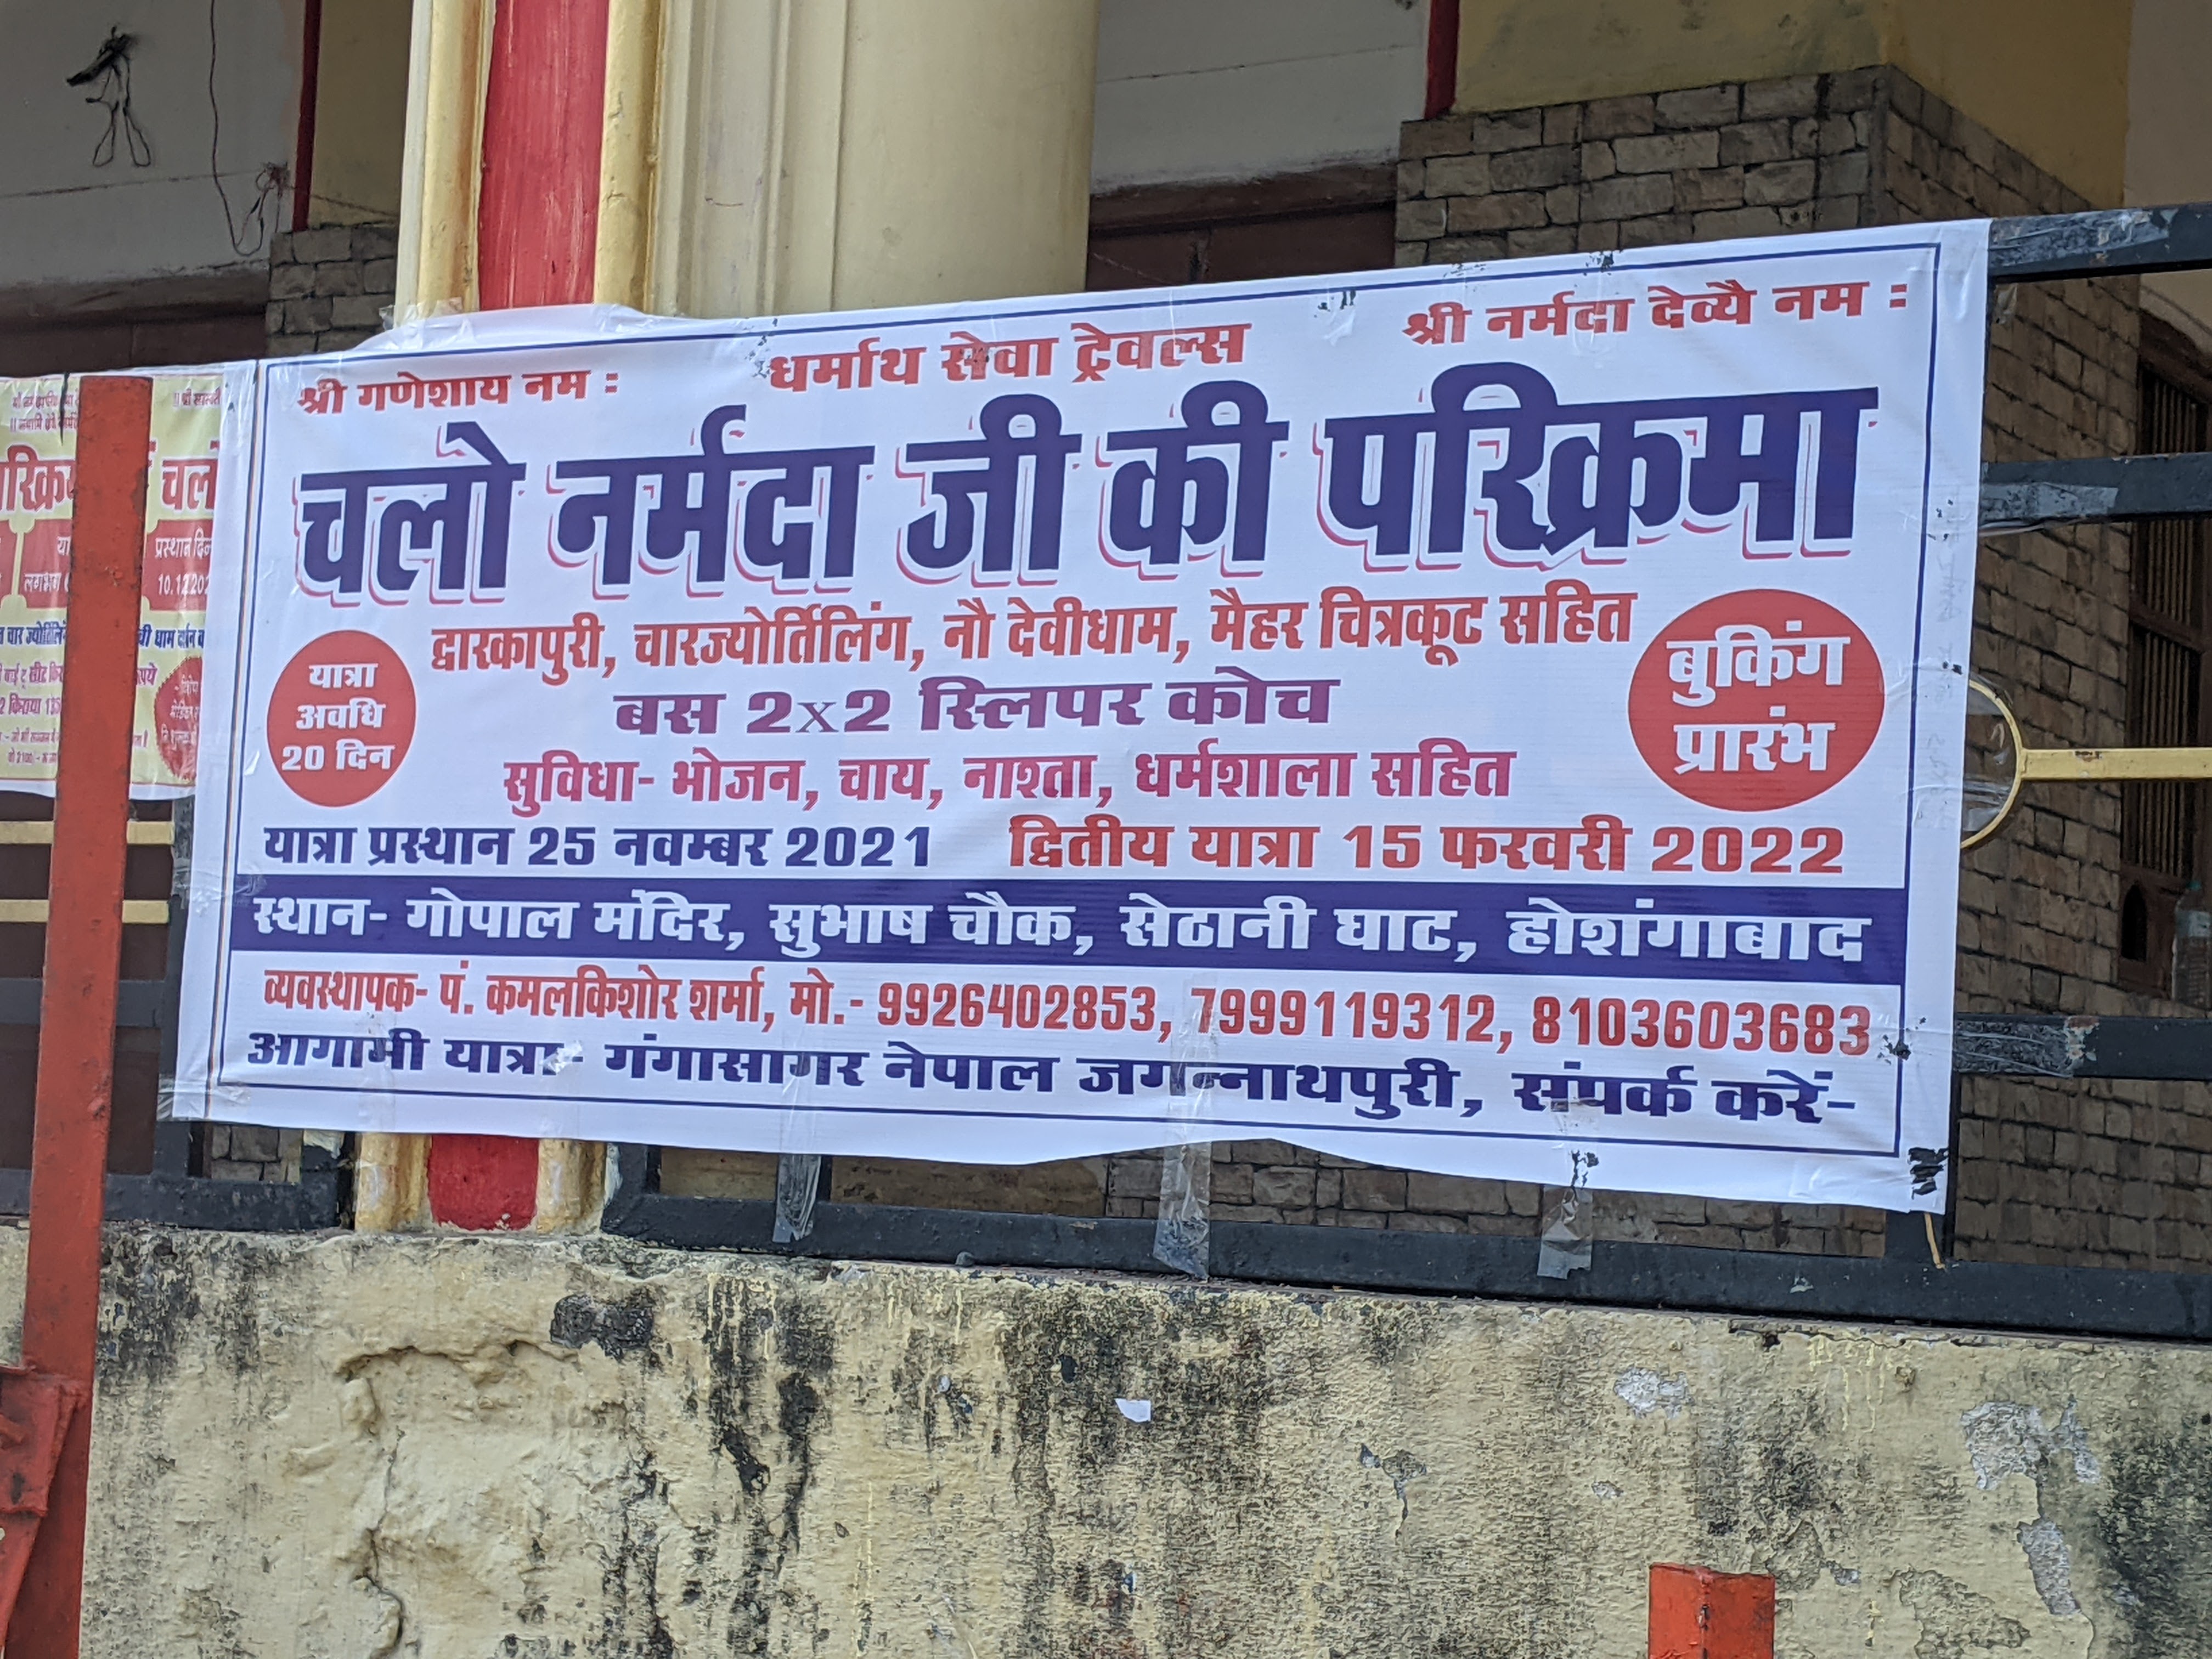 श्री गणेशाय नम :
धर्माथ सेवा ट्रेवल्स
श्री नर्मदा देव्यै नम :
चलो नर्मदा जी की परिक्रमा
द्वारकापुरी, चारज्योर्तिलिंग, नौ देवीधाम, मैहर चित्रकूट सहित
यात्रा
अवधि
20 दिन
बस 2x2 स्लिपर कोच
बुकिंग
प्रारंभ
सुविधा- भोजन, चाय, नाश्ता, धर्मशाला सहित
यात्रा प्रस्थान 25 नवम्बर 2021 द्वितीय यात्रा 15 फरवरी 2022
स्थान- गोपाल मंदिर, सुभाष चौक, सेठानी घाट, होशंगाबाद
व्यवस्थापक- पं. कमलकिशोर शर्मा, मो.- 9926402853, 7999119312, 8103603683
आगामी यात्रा- गंगासागर नेपाल जगन्नाथपुरी, संपर्क करें-